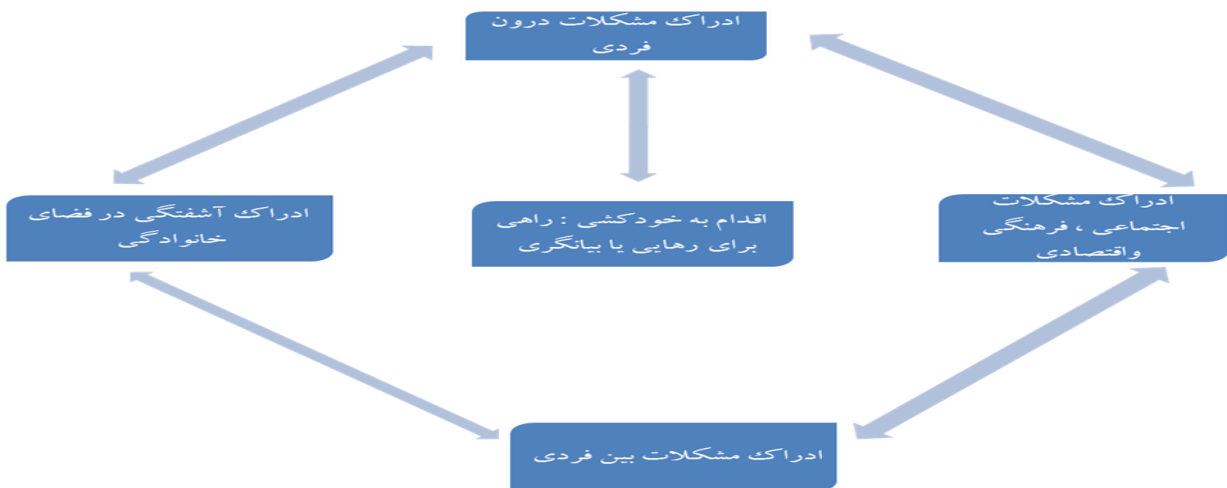 ادراک مشکلات درون
فردی
ادراک مشکلات
اجتماعی ، فرهنگی
واقتصادی
اقدام به خودکشی : راهی
برای رهایی یا بیانگری
ادراک آشفتگی در فضای
خانوادگی
ادراک مشکلات بین فردی